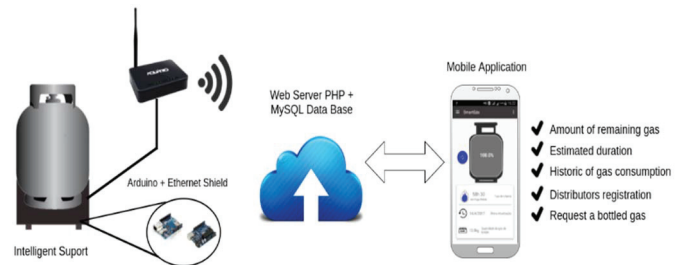 Mobile Application
Web Server PHP +
MySQL Data Base
Amount of remaining gas
Estimated duration
Historic of gas consumption
Distributors registration
Request a bottled gas
Arduino + Ethernet Shield
Intelligent Suport